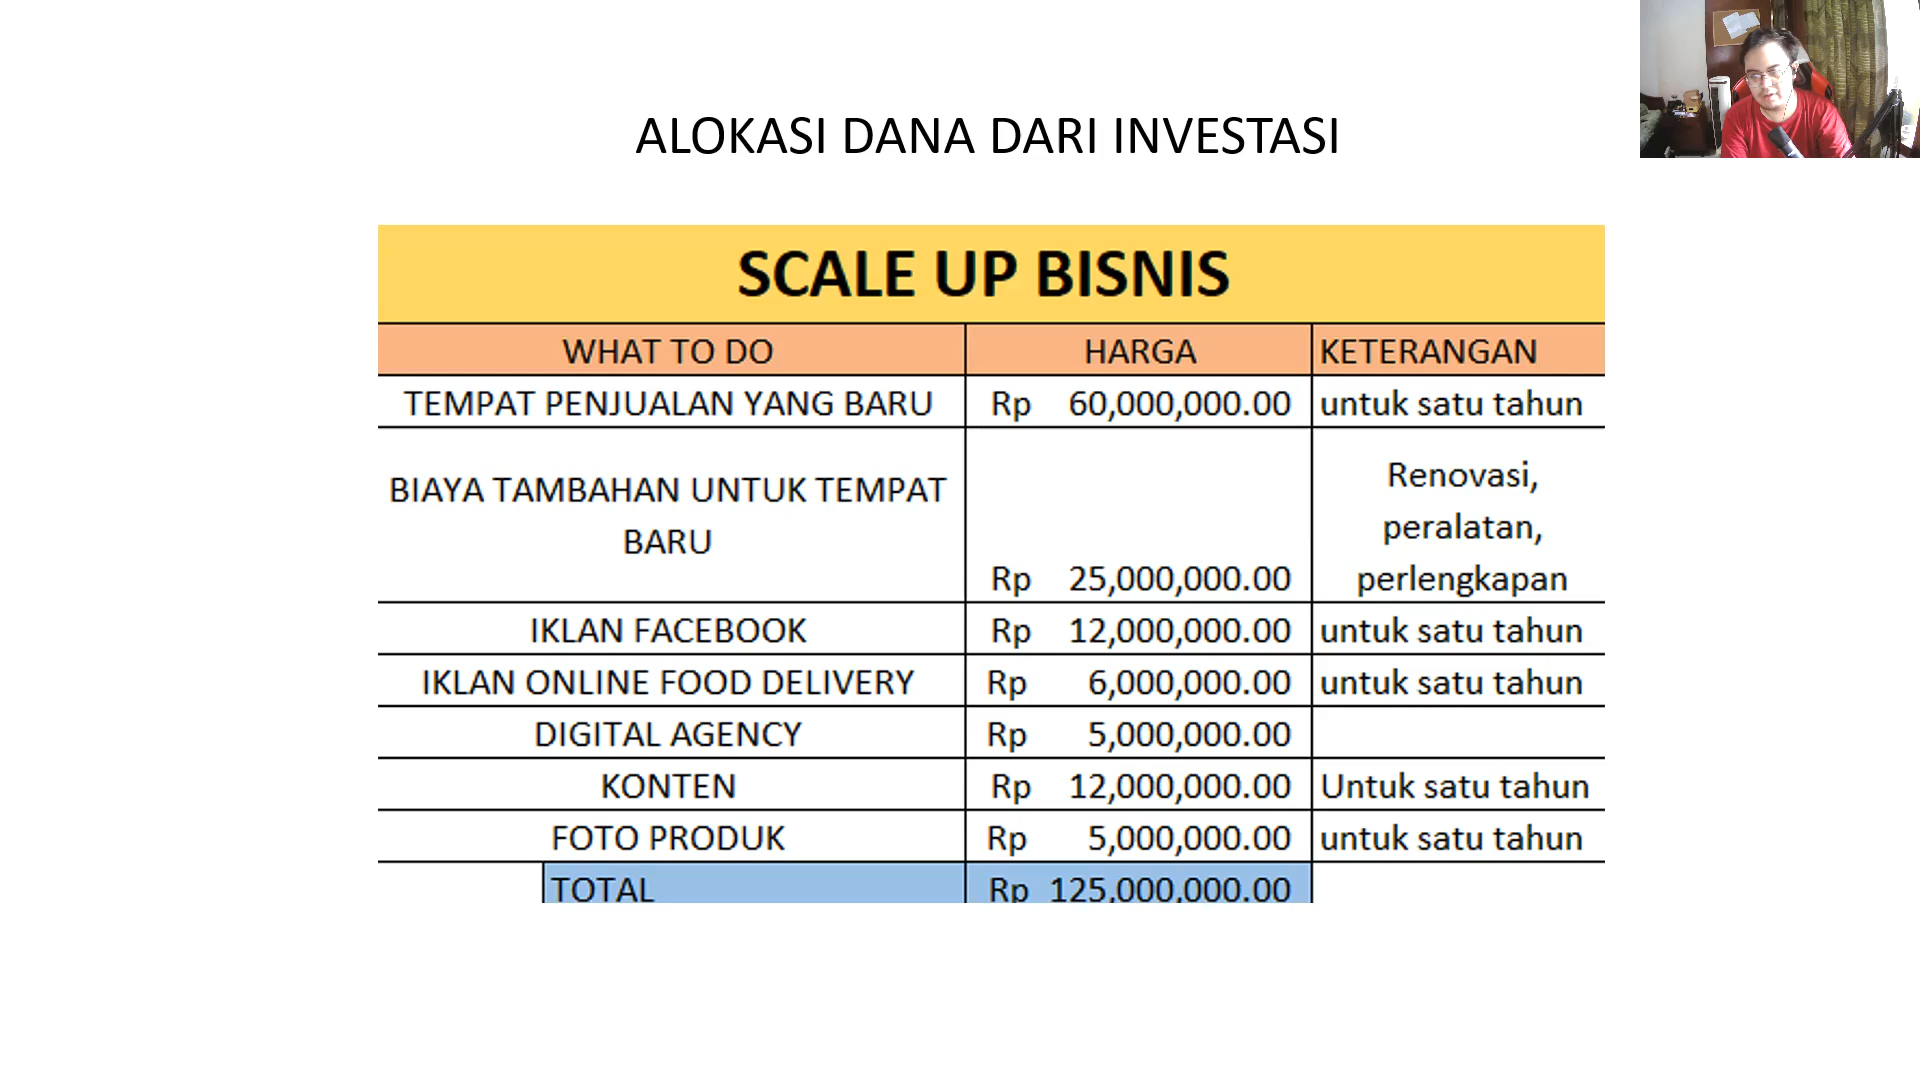 ALOKASI DANA DARI INVESTASI
SCALE UP BISNIS
WHAT TO DO HARGA KETERANGAN
TEMPAT PENJUALAN YANG BARU Rp 60,000,000.00 untuk satu tahun
BIAYA TAMBAHAN UNTUK TEMPAT
BARU
Rp 25,000,000.00
Renovasi,
peralatan,
perlengkapan
IKLAN FACEBOOK Rp 12,000,000.00 untuk satu tahun
IKLAN ONLINE FOOD DELIVERY Rp 6,000,000.00 untuk satu tahun
DIGITAL AGENCY Rp 5,000,000.00
KONTEN Rp 12,000,000.00 Untuk satu tahun
FOTO PRODUK Rp 5,000,000.00 untuk satu tahun
TOTAL Rp 125,000,000.00